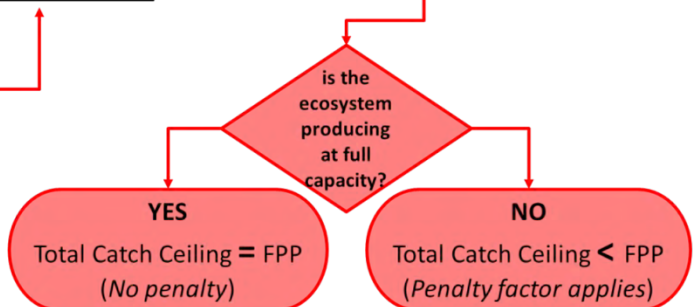 is the
ecosystem
producing
at full
capacity?
YES
Total Catch Ceiling = FPP
(No penalty)
NO
Total Catch Ceiling < FPP
(Penalty factor applies)